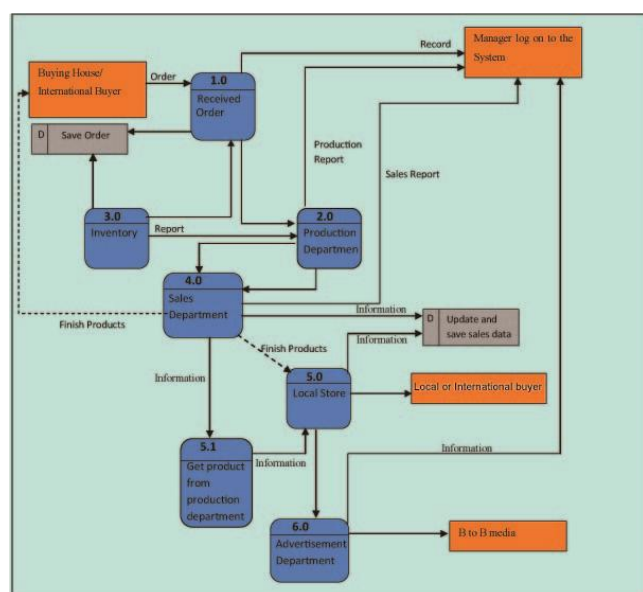 Record
Manager log on to the
System
Buying House/
International Buyer
Order
1.0
Received
Order
D Save Order
Production
Report
Sales Report
3.0
Inventory
Report
2.0
Production
Departmen
4.0
Sales
Department
Information
D Update and
save sales data
Finish Products
Finish Products
Information
Information
5.0
Local Store
Local or International buyer
5.1
Get product
from
production
department
Information
Information
6.0
Advertisement
Department
B to B media